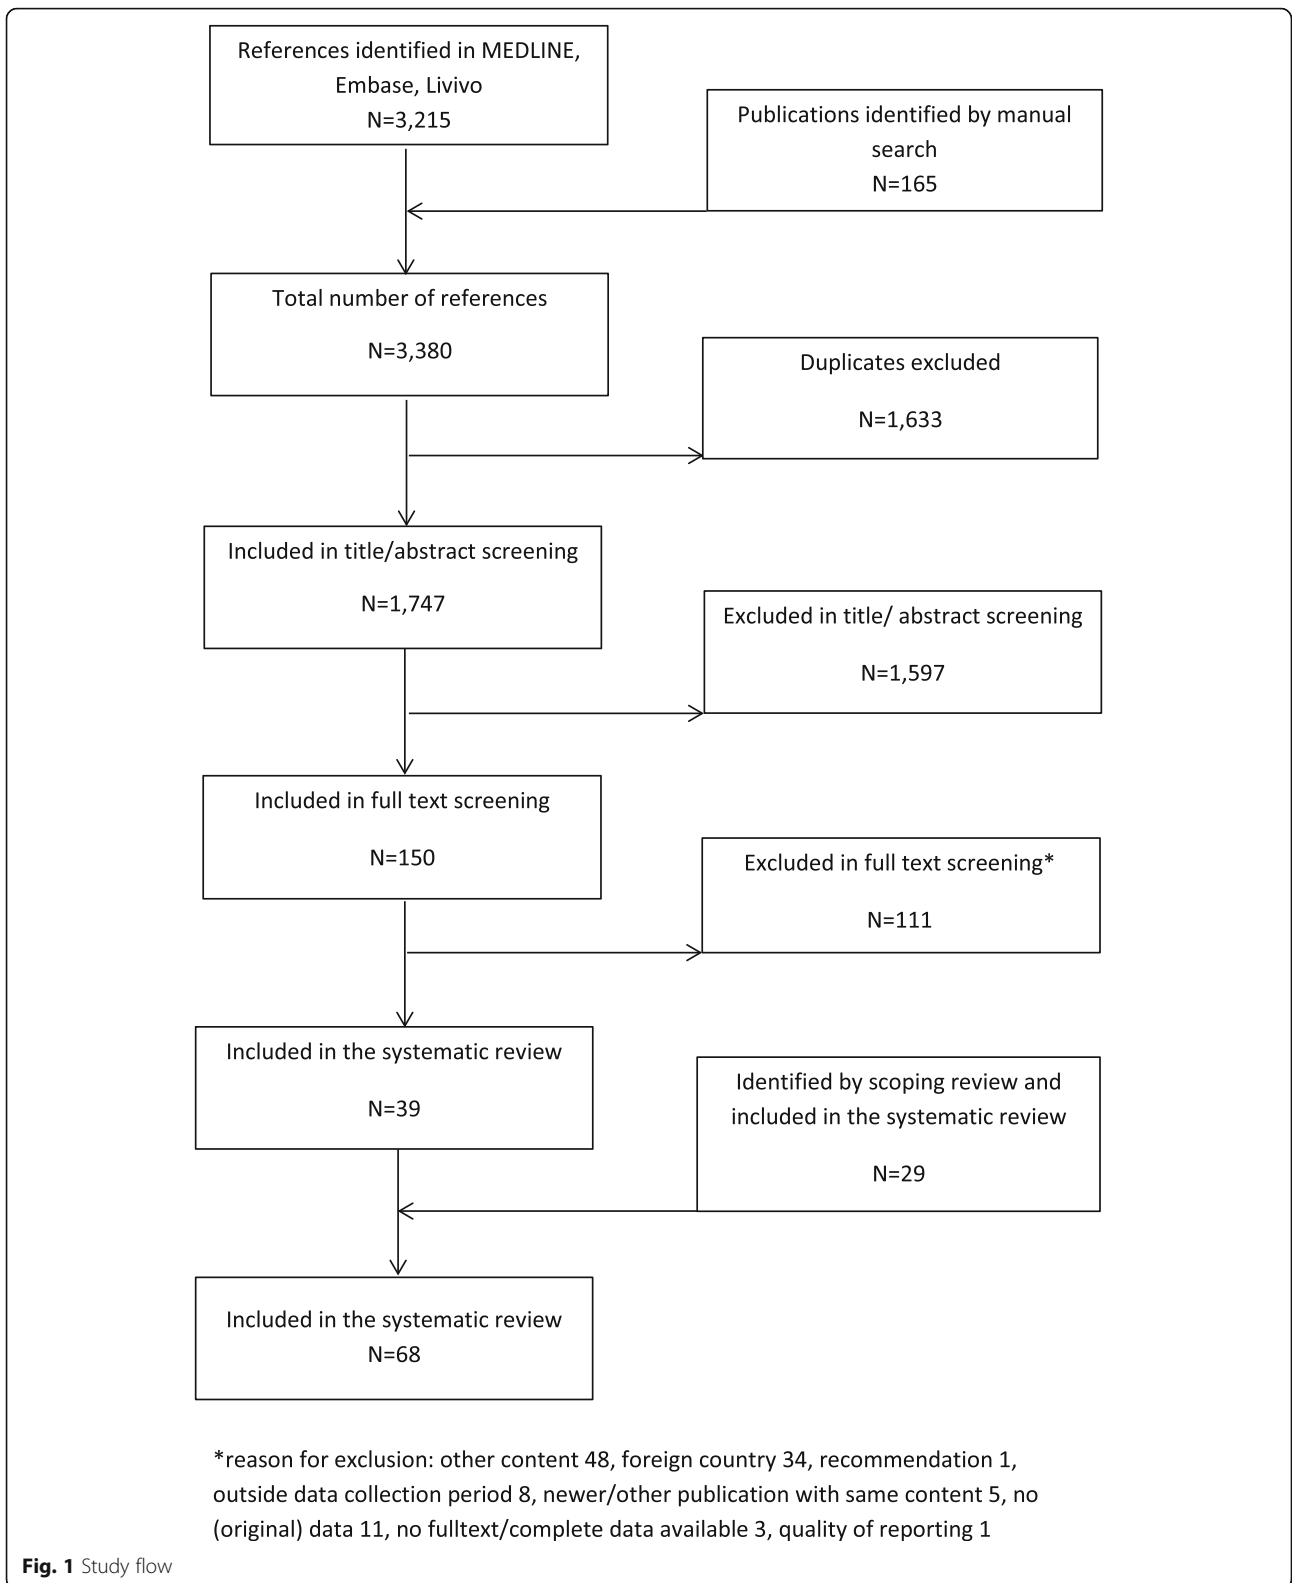 References identified in MEDLINE,
Embase, Livivo
N=3,215
Publications identified by manual
search
N=165
Total number of references
N=3,380
Duplicates excluded
N=1,633
Included in title/abstract screening
N=1,747
Excluded in title/ abstract screening
N=1,597
Included in full text screening
N=150
Excluded in full text screening*
N=111
Included in the systematic review
N=39
Identified by scoping review and
included in the systematic review
N=29
Included in the systematic review
N=68
*reason for exclusion: other content 48, foreign country 34, recommendation 1,
outside data collection period 8, newer/other publication with same content 5, no
(original) data 11, no fulltext/complete data available 3, quality of reporting 1
Fig. 1 Study flow